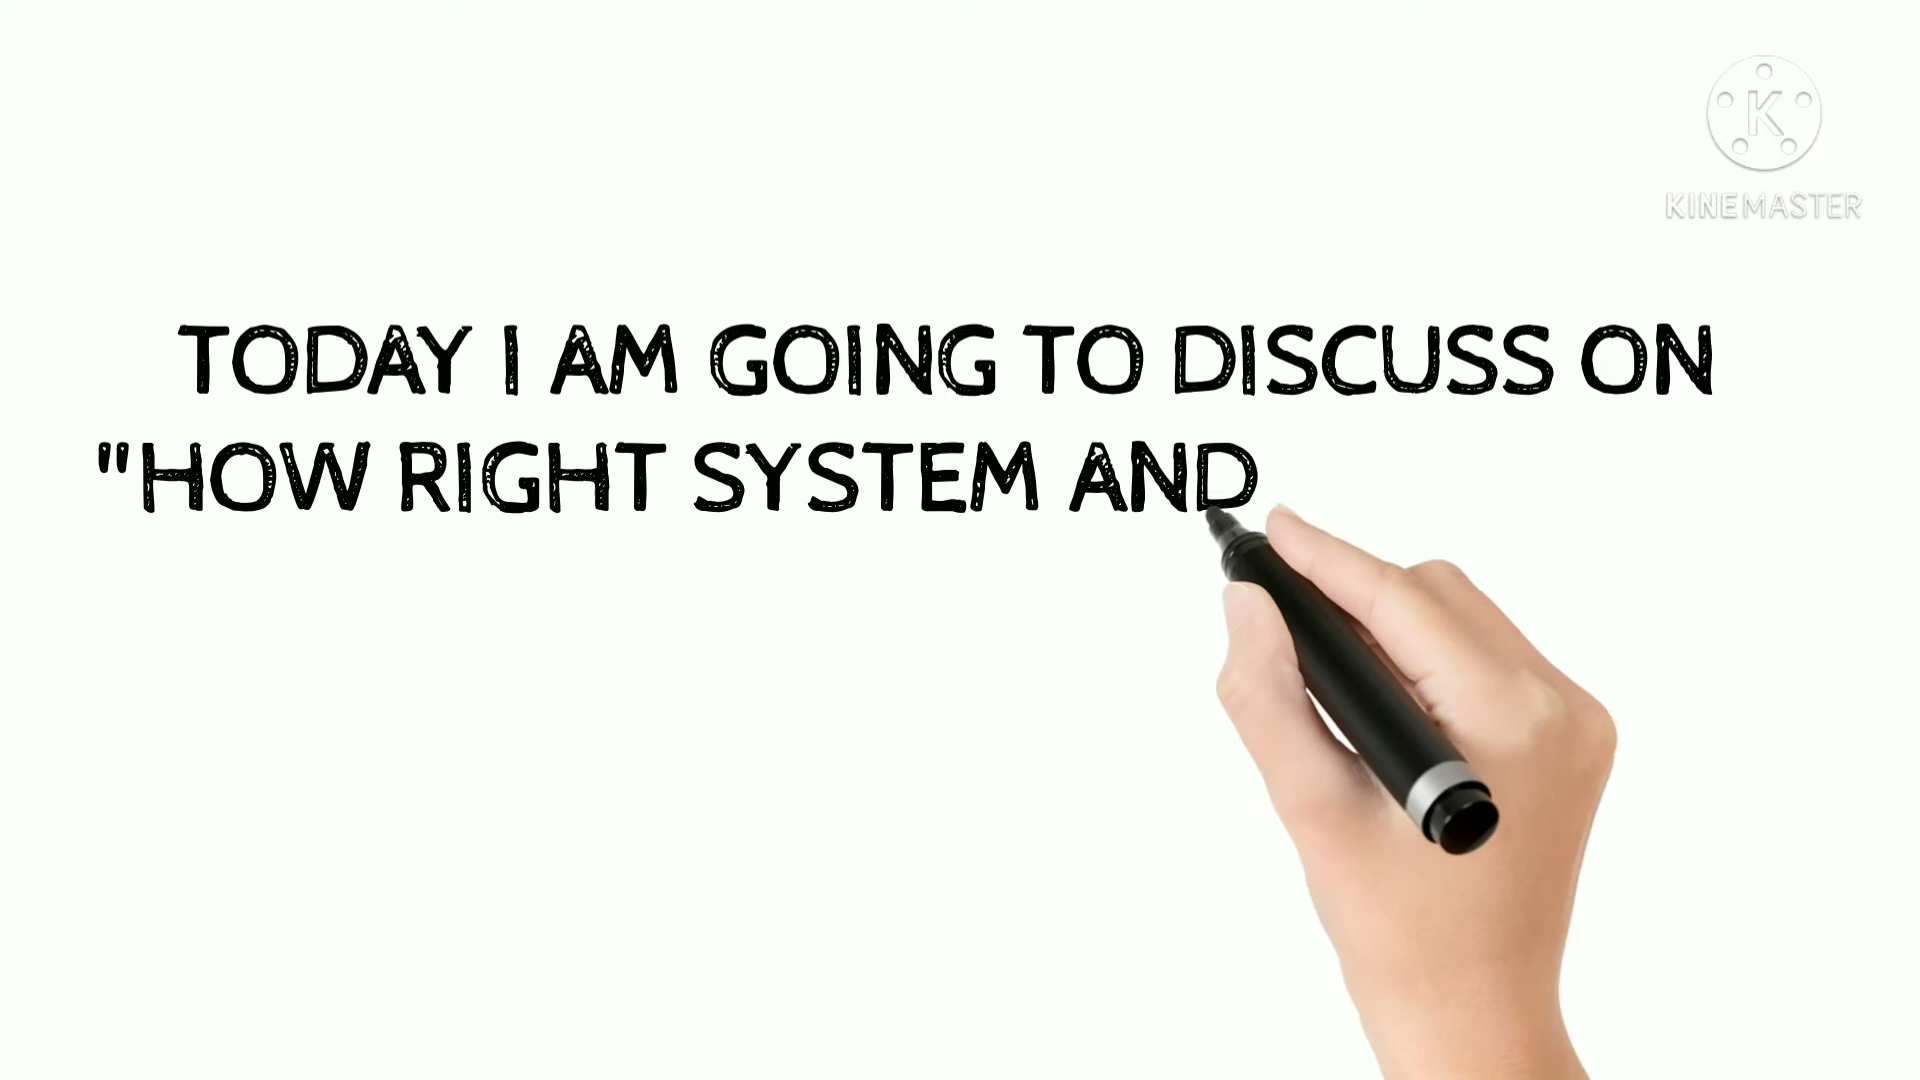 K
KINEMASTER
TODAY I AM GOING TO DISCUSS ON
"HOW RIGHT SYSTEM AND